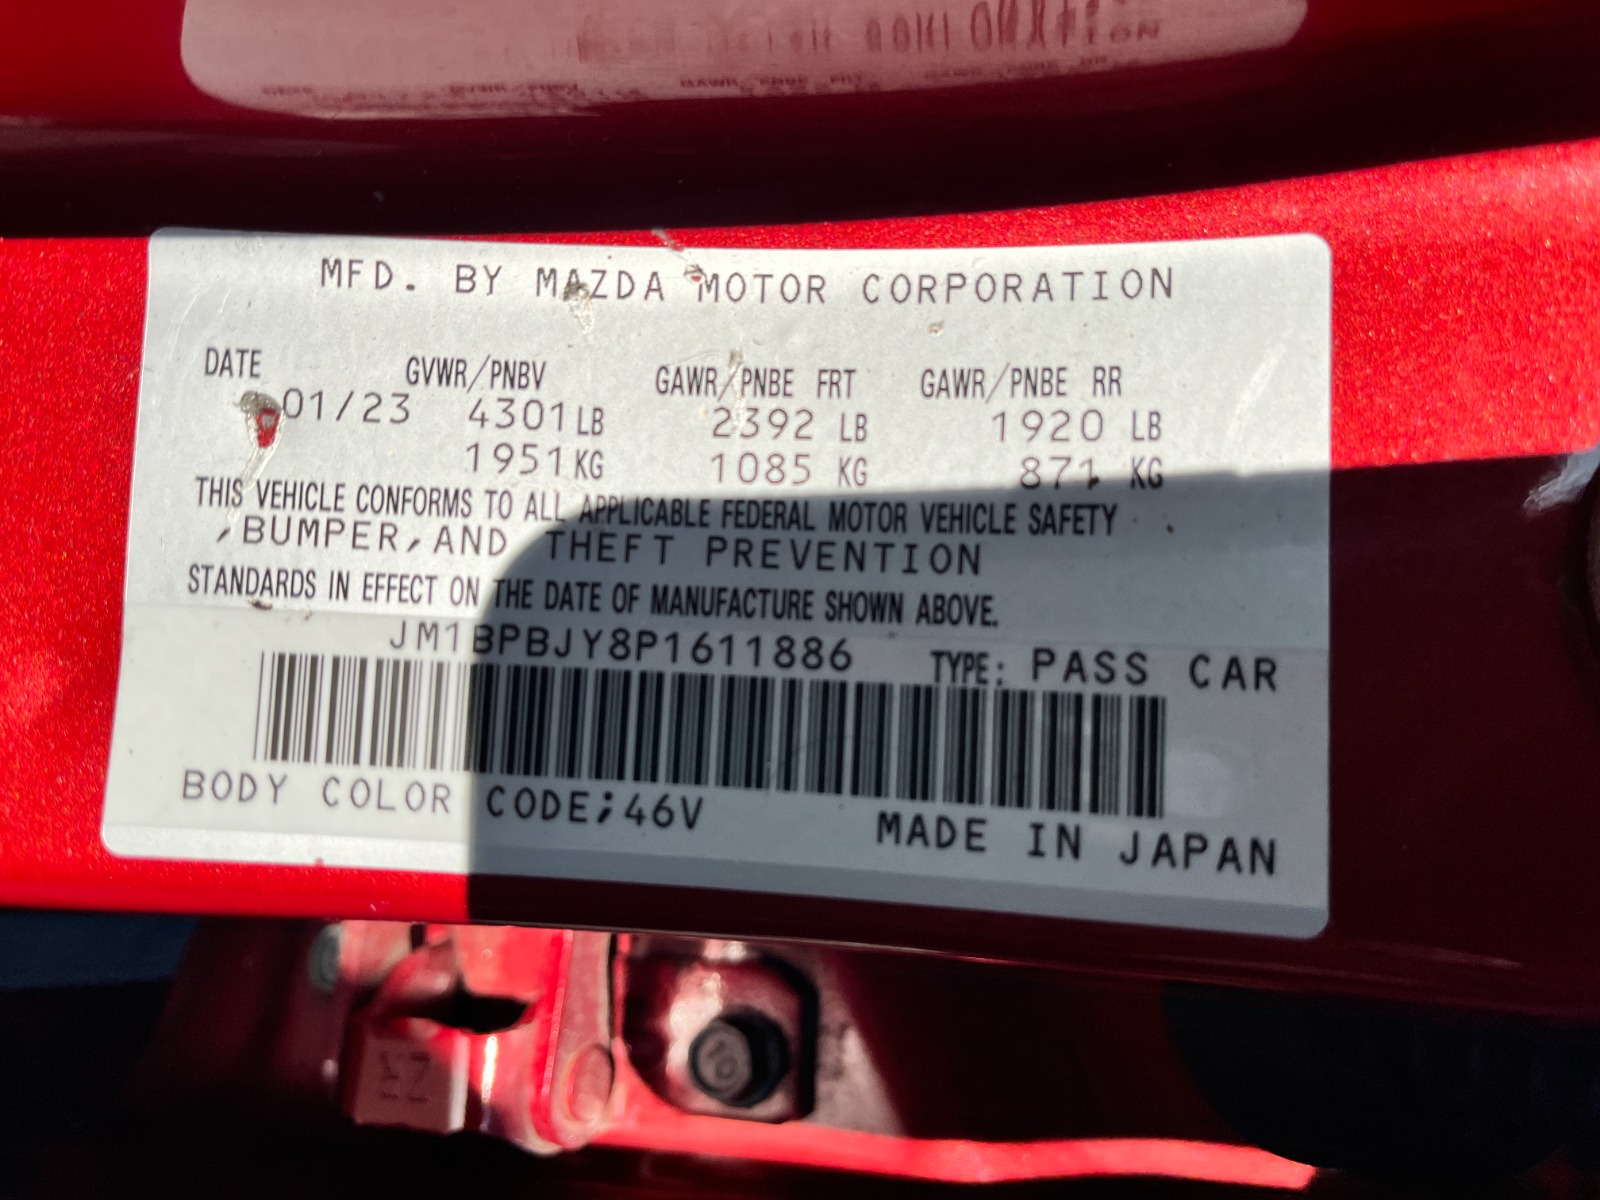 MFD. BY MAZDA MOTOR CORPORATION
DATE GVWR/PNBV GAWR/PNBE FRT GAWR/PNBE RR
01/23 4301 LB 2392 LB 1920 LB
1951 KG 1085 KG 871 KG
THIS VEHICLE CONFORMS TO ALL APPLICABLE FEDERAL MOTOR VEHICLE SAFETY
,BUMPER,AND THEFT PREVENTION
STANDARDS IN EFFECT ON THE DATE OF MANUFACTURE SHOWN ABOVE.
JM1BPBJY8P1611886 TYPE: PASS CAR
BODY COLOR CODE;46V MADE IN JAPAN
10